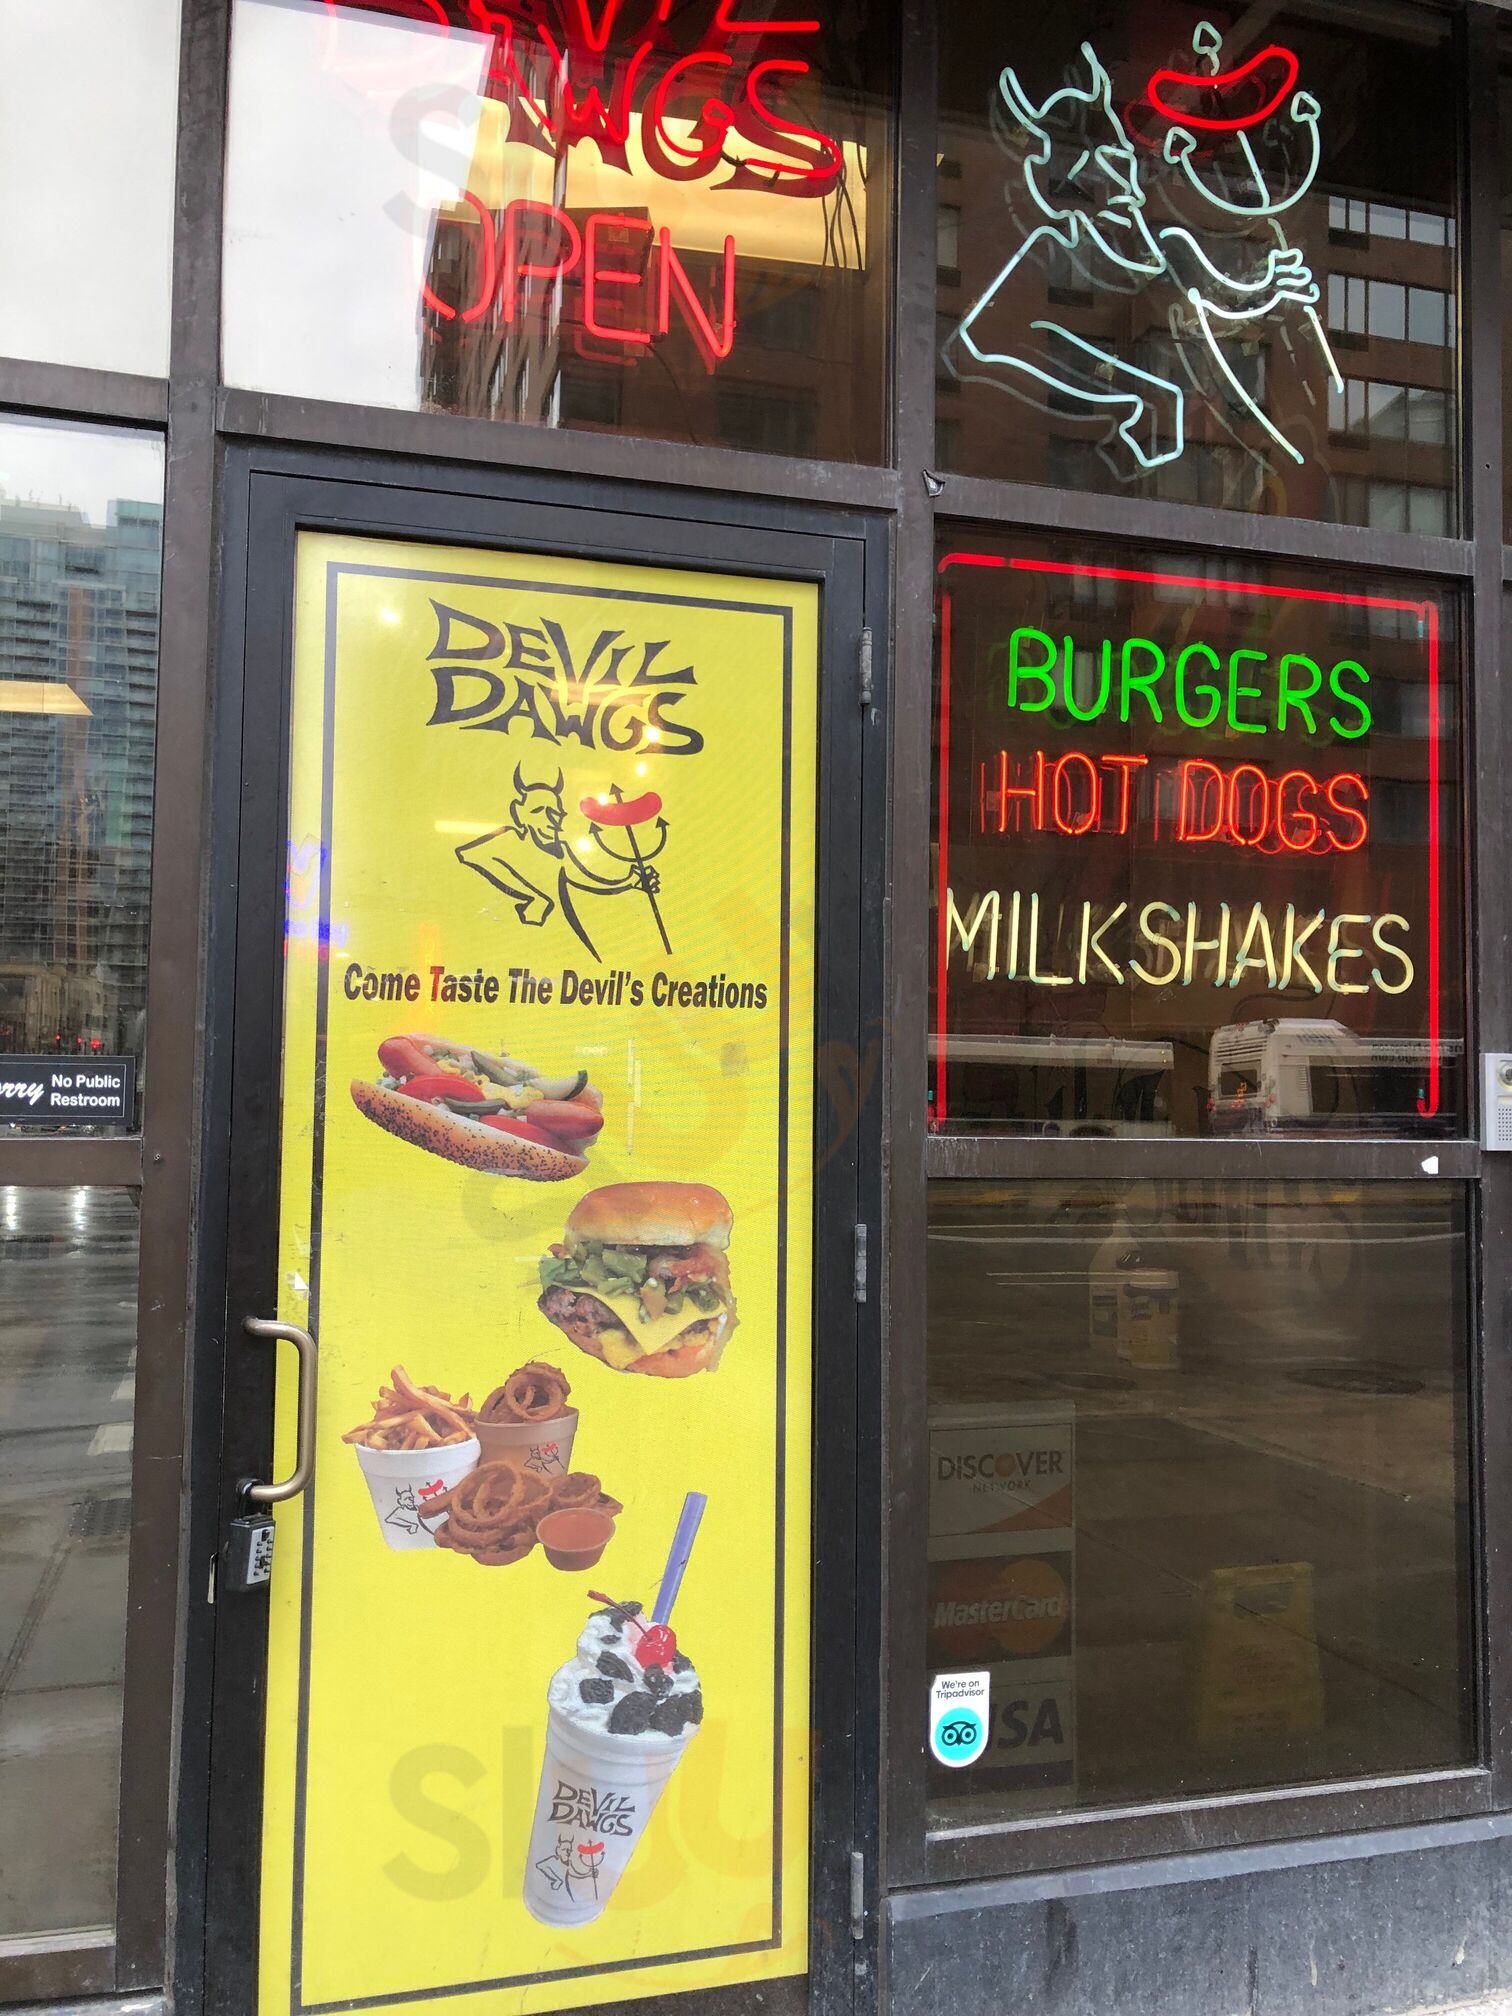 DEVIL
DAWGS
OPEN
DEVIL
DAWGS
Come Taste The Devil's Creations
BURGERS
HOT DOGS
MILKSHAKES
No Public
Restroom
DISCOVER
NETWORK
MasterCard
We're on
Tripadvisor
VISA
DEVIL
DAWGS